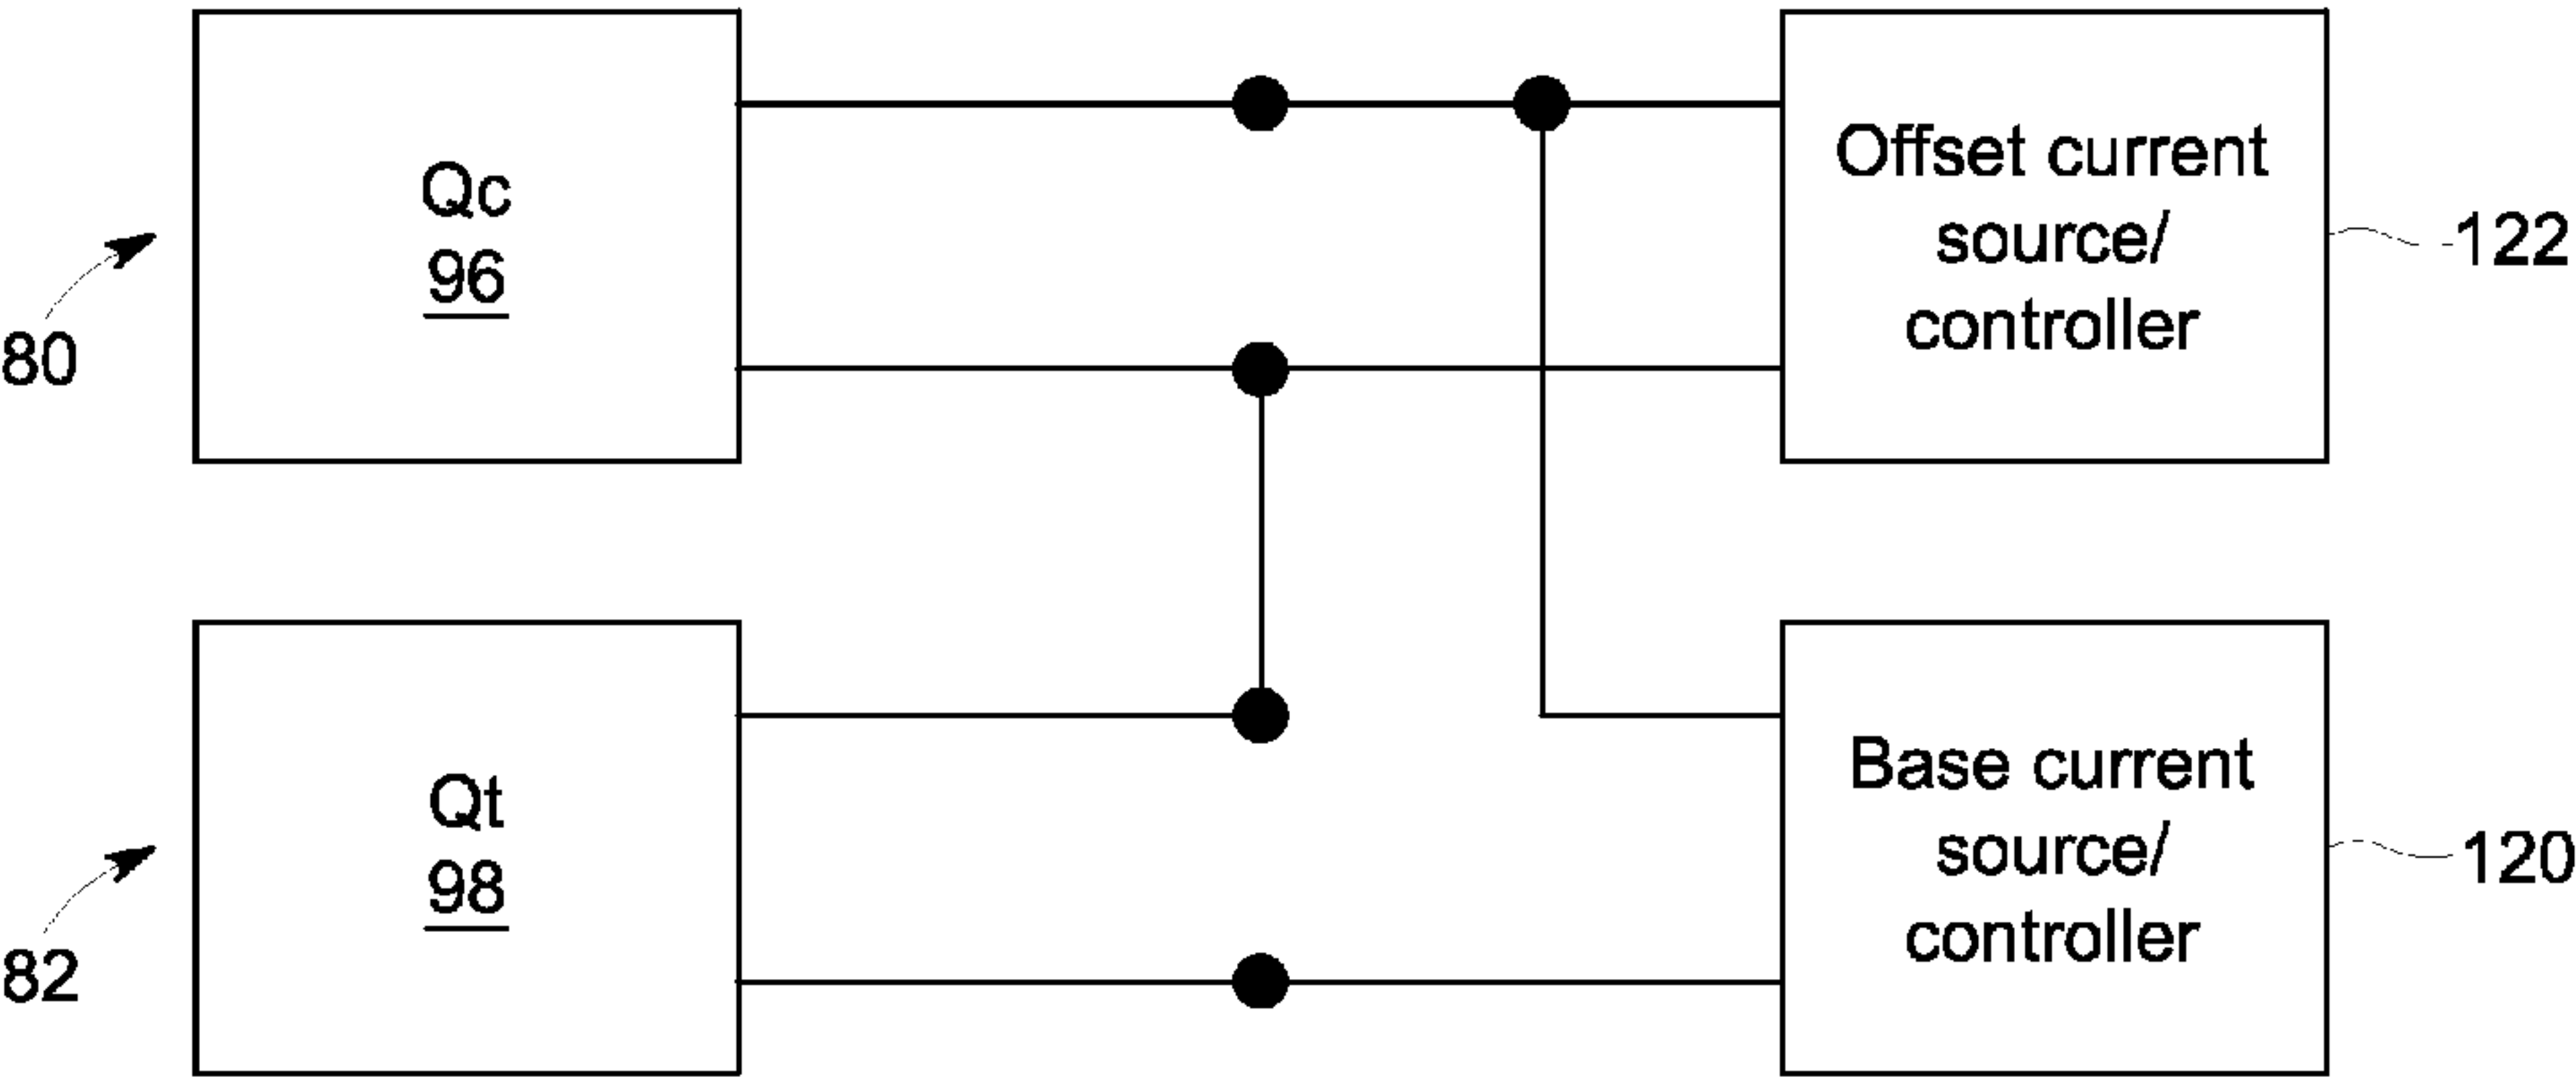 Qc
96
Offset current
source/
controller
122
80
Qt
98
Base current
source/
controller
120
82